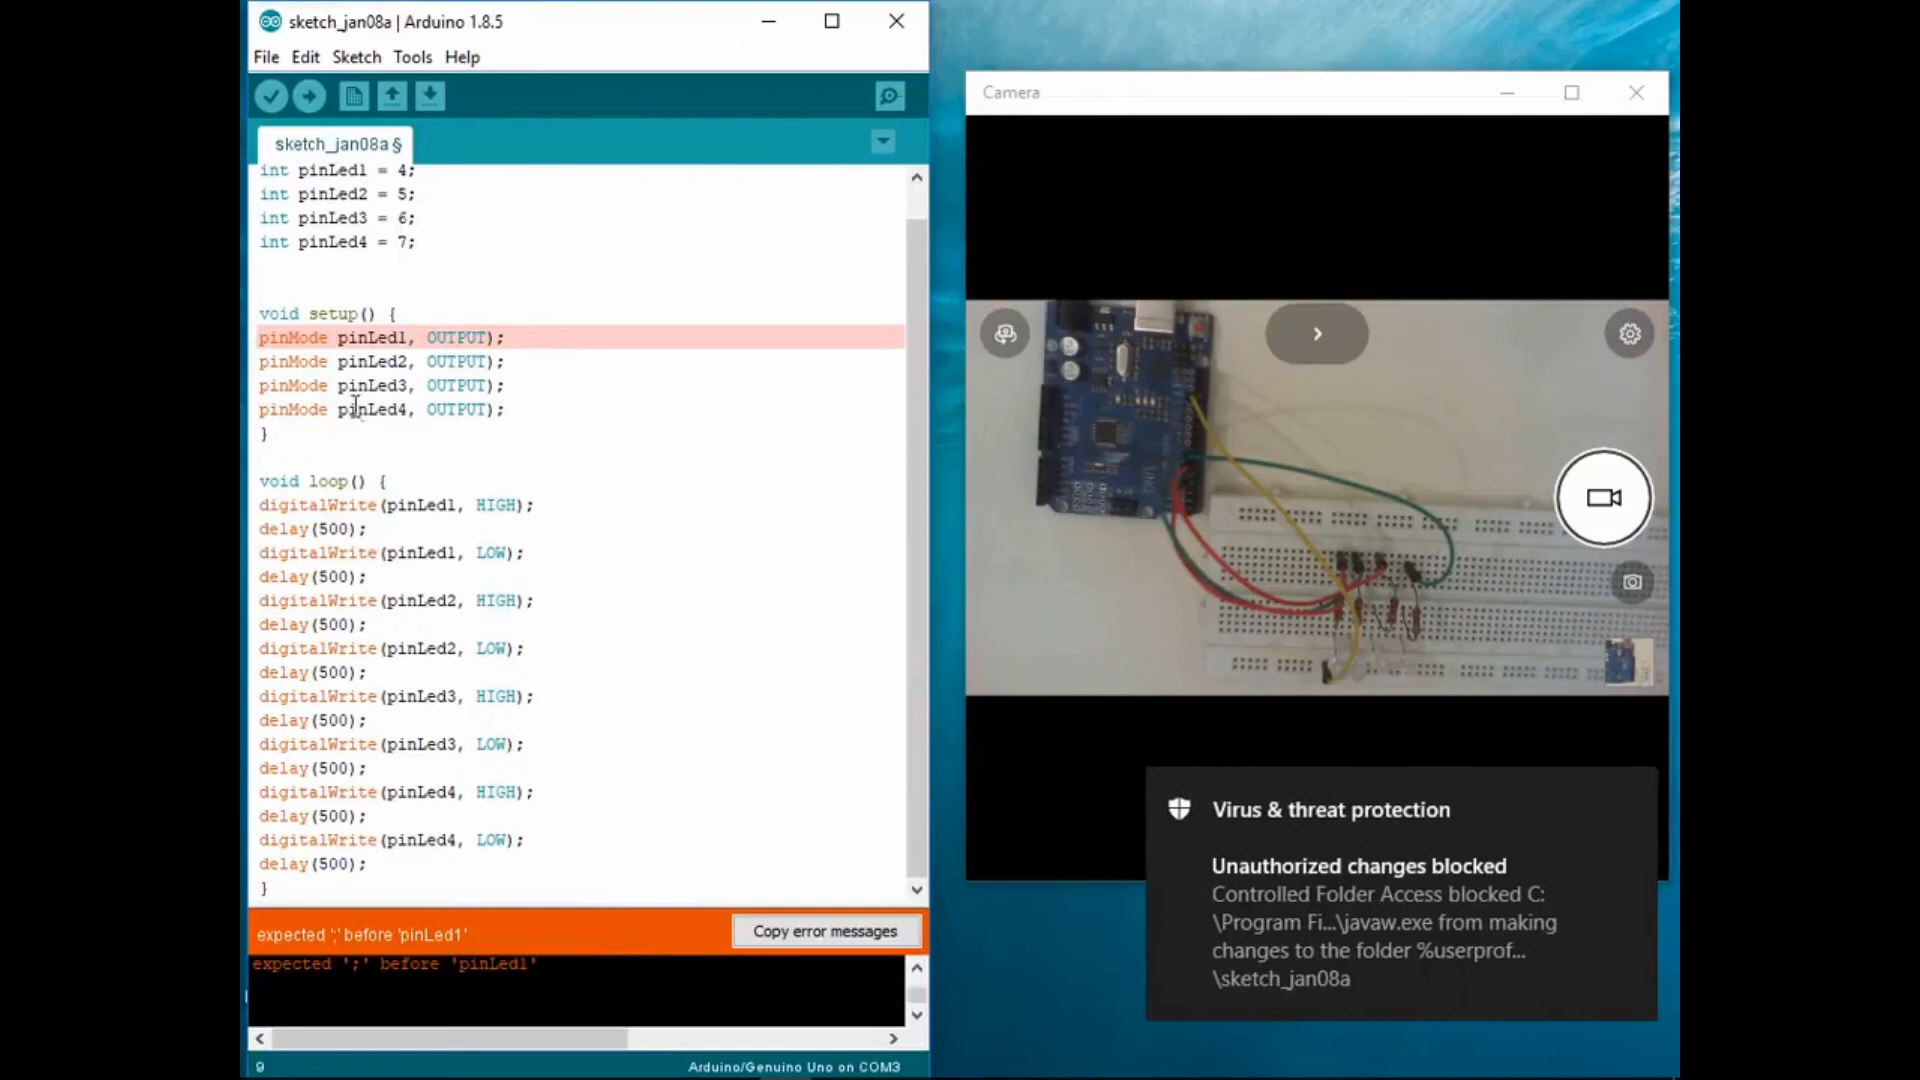 sketch_jan08a | Arduino 1.8.5
File Edit Sketch Tools Help
sketch_jan08a §
int pinLed1 = 4;
int pinLed2 = 5;
int pinLed3 = 6;
int pinLed4 = 7;
void setup() {
pinMode pinLed1, OUTPUT);
pinMode pinLed2, OUTPUT);
pinMode pinLed3, OUTPUT);
pinMode pinLed4, OUTPUT);
}
void loop() {
digitalWrite(pinLed1, HIGH);
delay(500);
digitalWrite(pinLed1, LOW);
delay(500);
digitalWrite(pinLed2, HIGH);
delay(500);
digitalWrite(pinLed2, LOW);
delay(500);
digitalWrite(pinLed3, HIGH);
delay(500);
digitalWrite(pinLed3, LOW);
delay(500);
digitalWrite(pinLed4, HIGH);
delay(500);
digitalWrite(pinLed4, LOW);
delay(500);
}
expected ';' before 'pinLed1'
Copy error messages
expected ';' before 'pinLed1'
9
Arduino/Genuino Uno on COM3
Camera
UNO
Virus & threat protection
Unauthorized changes blocked
Controlled Folder Access blocked C:
\Program Fi...\javaw.exe from making
changes to the folder %userprof...
\sketch_jan08a